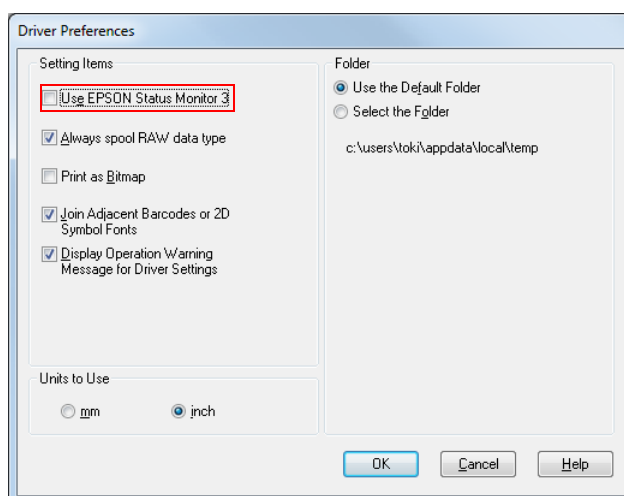 Driver Preferences
Setting Items
Use EPSON Status Monitor 3
Always spool RAW data type
Print as Bitmap
Join Adjacent Barcodes or 2D
Symbol Fonts
Display Operation Warning
Message for Driver Settings
Units to Use
mm
inch
Folder
Use the Default Folder
Select the Folder
c:\users\toki\appdata\local\temp
OK
Cancel
Help